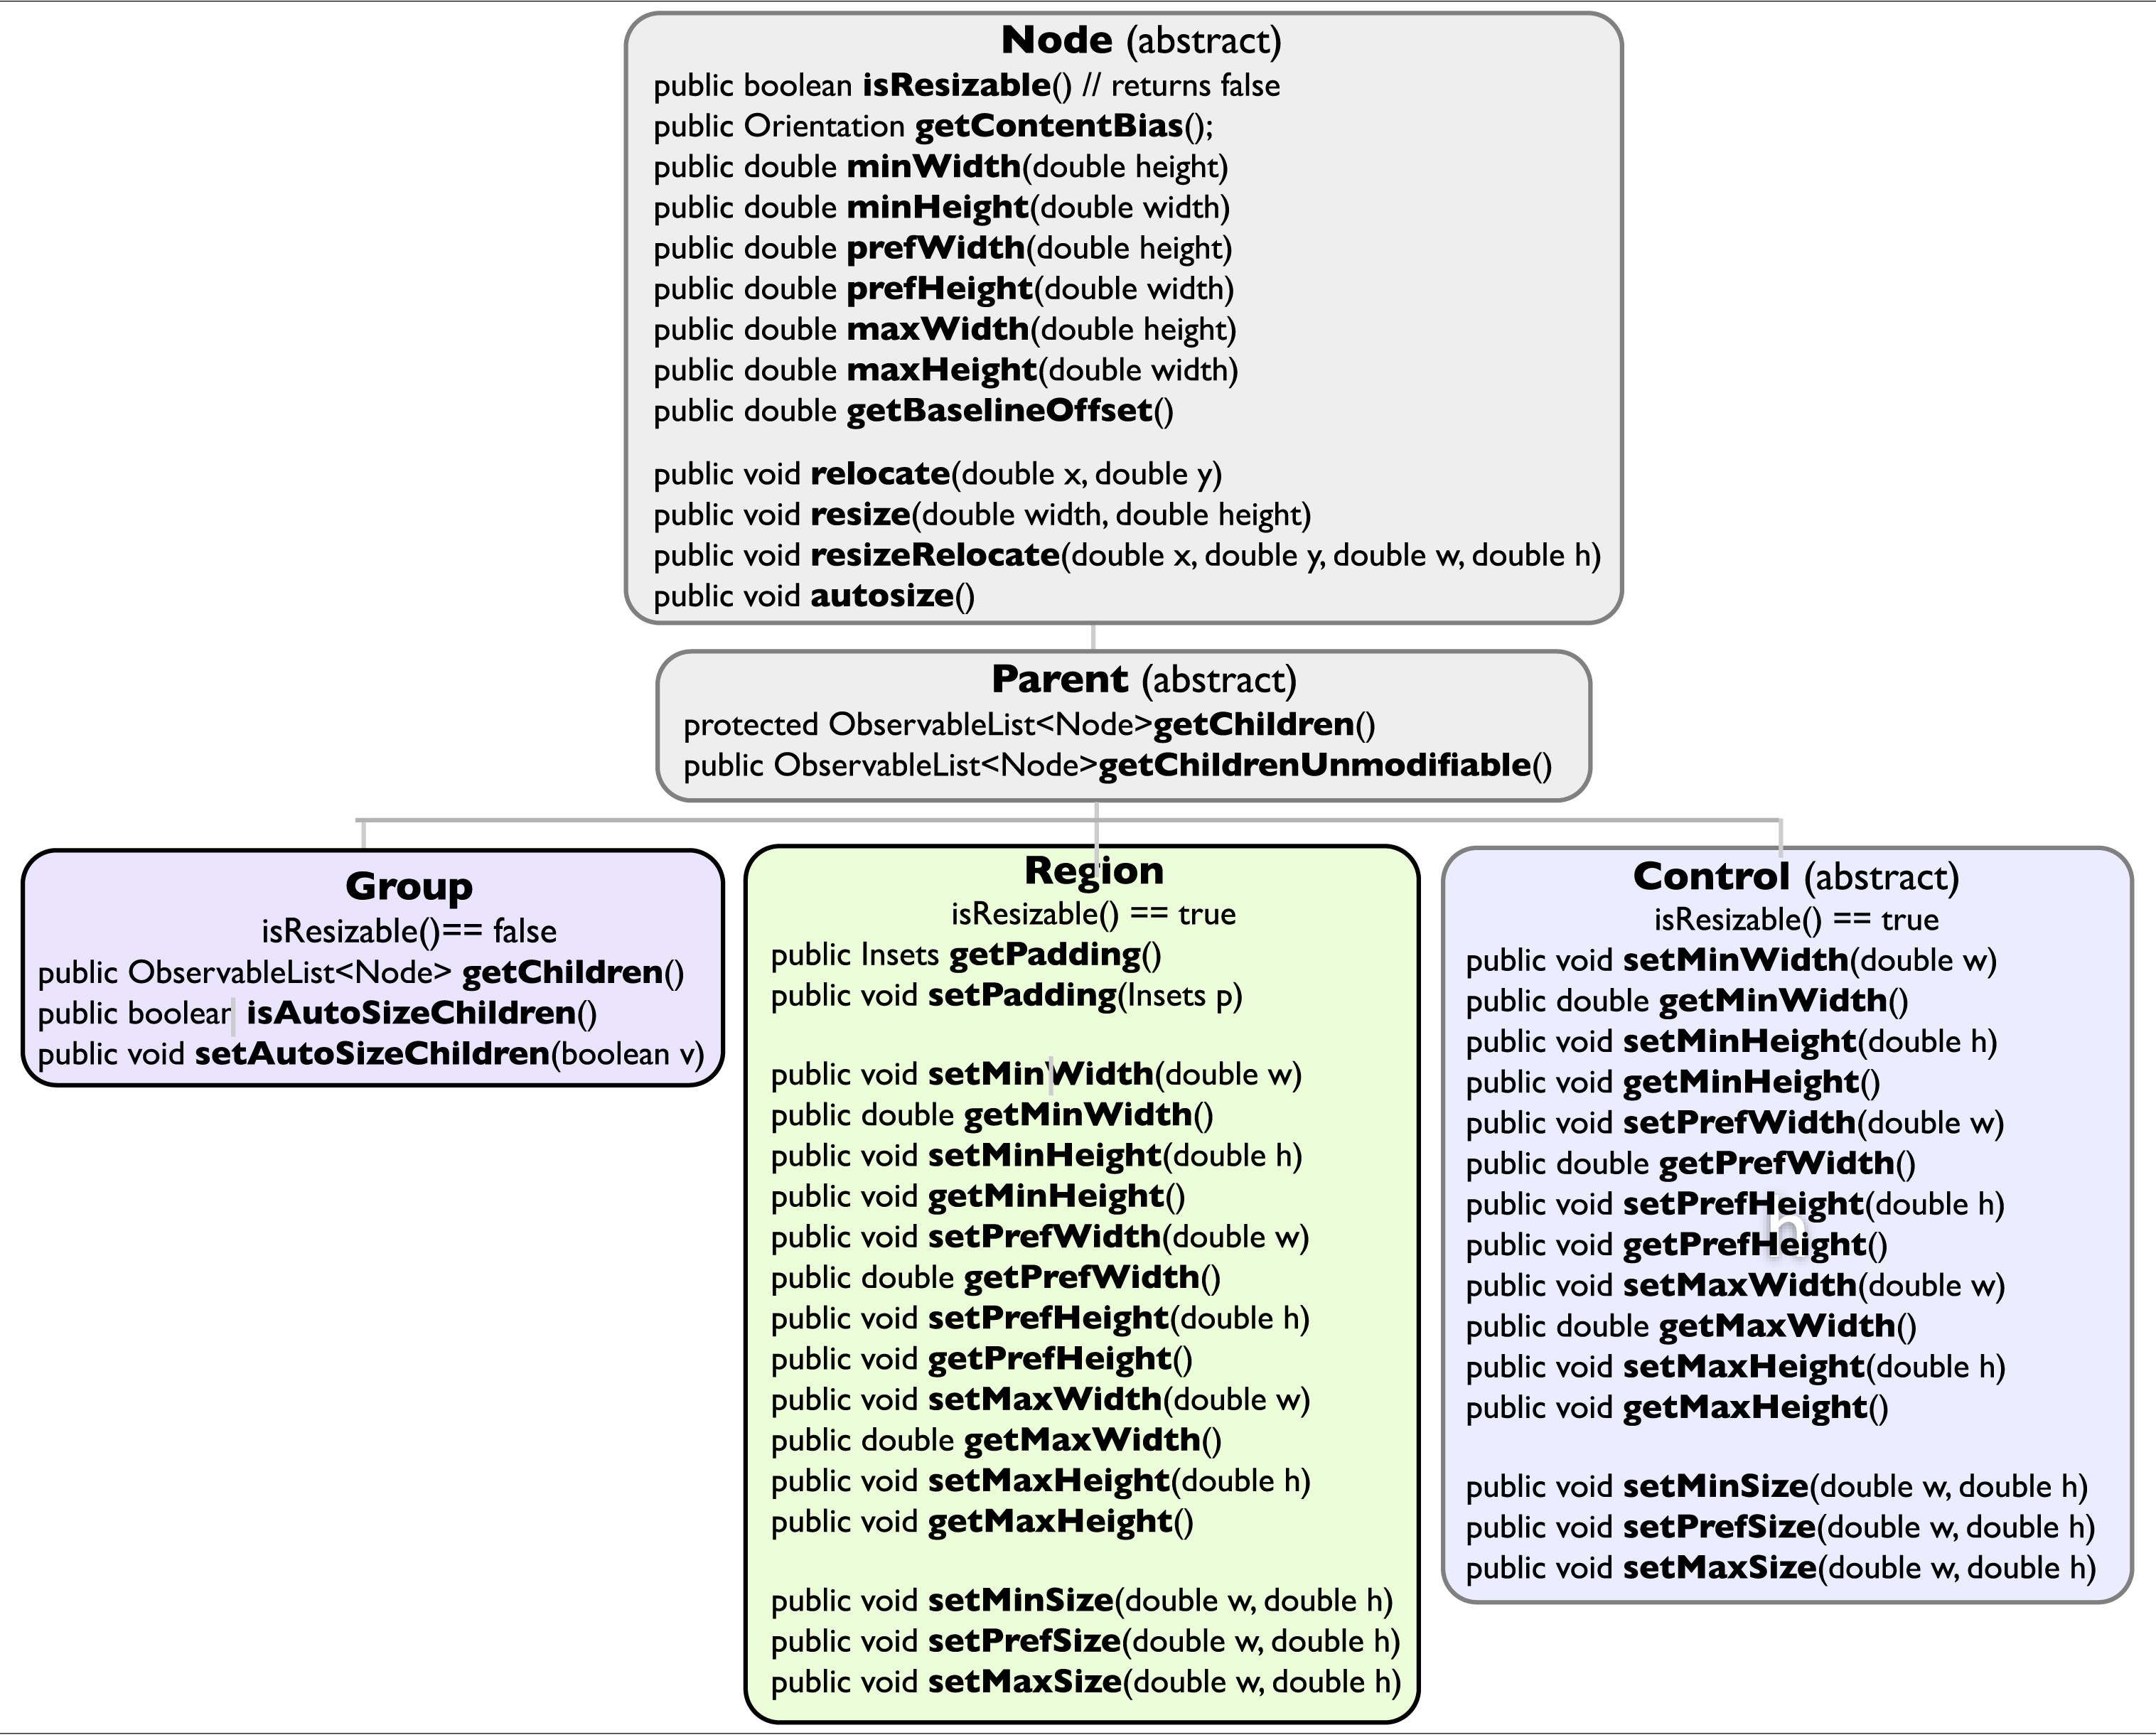 Node (abstract)
public boolean isResizable() // returns false
public Orientation getContentBias();
public double minWidth(double height)
public double minHeight(double width)
public double prefWidth(double height)
public double prefHeight(double width)
public double maxWidth(double height)
public double maxHeight(double width)
public double getBaselineOffset()
public void relocate(double x, double y)
public void resize(double width, double height)
public void resizeRelocate(double x, double y, double w, double h)
public void autosize()
Parent (abstract)
protected ObservableList<Node>getChildren()
public ObservableList<Node>getChildrenUnmodifiable()
Group
isResizable()== false
public ObservableList<Node> getChildren()
public boolean isAutoSizeChildren()
public void setAutoSizeChildren(boolean v)
Region
isResizable() == true
public Insets getPadding()
public void setPadding(Insets p)
public void setMinWidth(double w)
public double getMinWidth()
public void setMinHeight(double h)
public void getMinHeight()
public void setPrefWidth(double w)
public double getPrefWidth()
public void setPrefHeight(double h)
public void getPrefHeight()
public void setMaxWidth(double w)
public double getMaxWidth()
public void setMaxHeight(double h)
public void getMaxHeight()
public void setMinSize(double w, double h)
public void setPrefSize(double w, double h)
public void setMaxSize(double w, double h)
Control (abstract)
isResizable() == true
public void setMinWidth(double w)
public double getMinWidth()
public void setMinHeight(double h)
public void getMinHeight()
public void setPrefWidth(double w)
public double getPrefWidth()
public void setPrefHeight(double h)
h
public void getPrefHeight()
public void setMaxWidth(double w)
public double getMaxWidth()
public void setMaxHeight(double h)
public void getMaxHeight()
public void setMinSize(double w, double h)
public void setPrefSize(double w, double h)
public void setMaxSize(double w, double h)